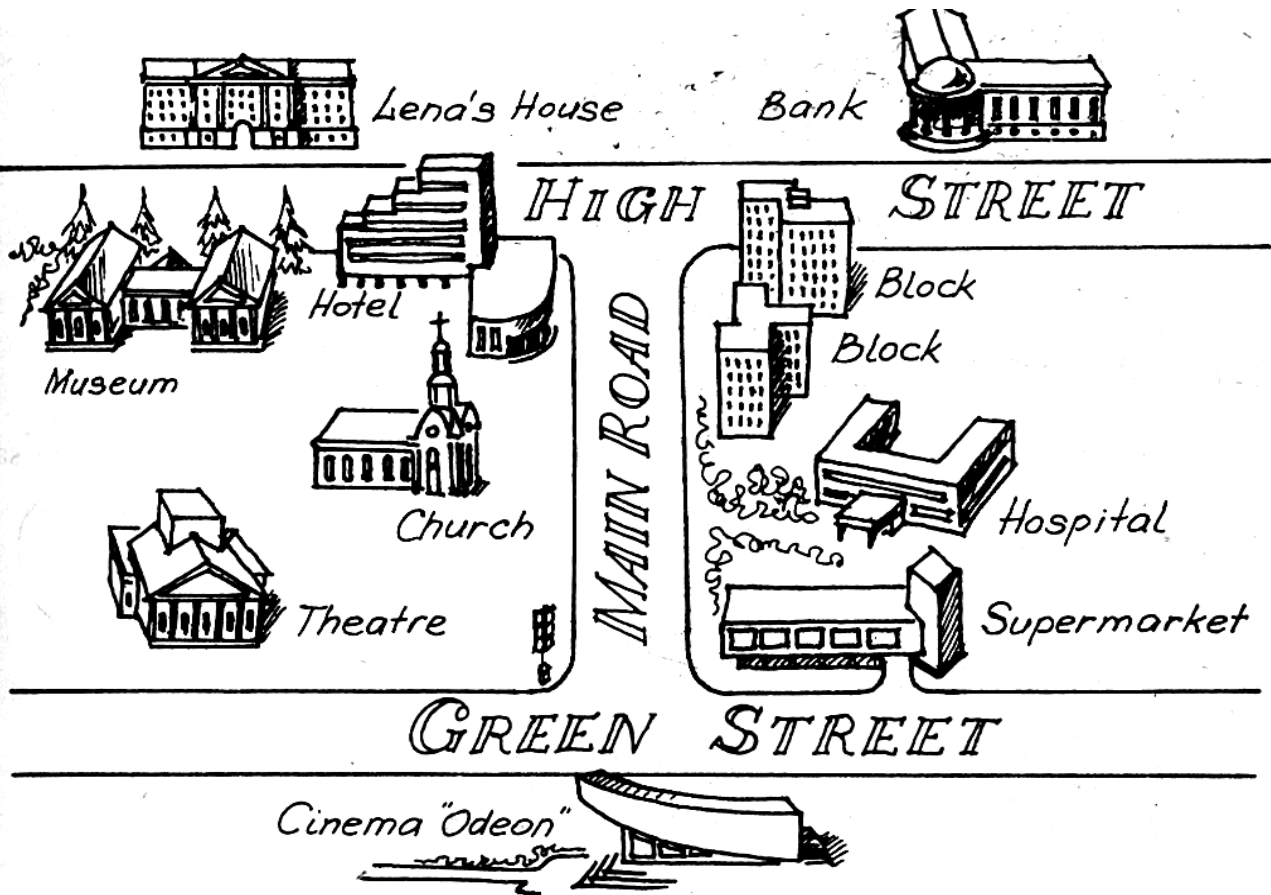 Lena's House
Bank
HIGH STREET
Hotel
Block
Block
Museum
MAIN ROAD
Church
Hospital
Theatre
Supermarket
GREEN STREET
Cinema "Odeon"